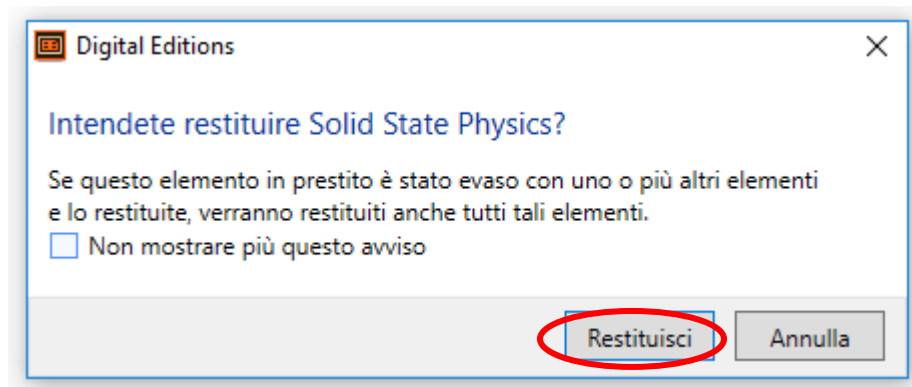 Digital Editions
Intendete restituire Solid State Physics?
Se questo elemento in prestito è stato evaso con uno o più altri elementi
e lo restituite, verranno restituiti anche tutti tali elementi.
Non mostrare più questo avviso
Restituisci
Annulla